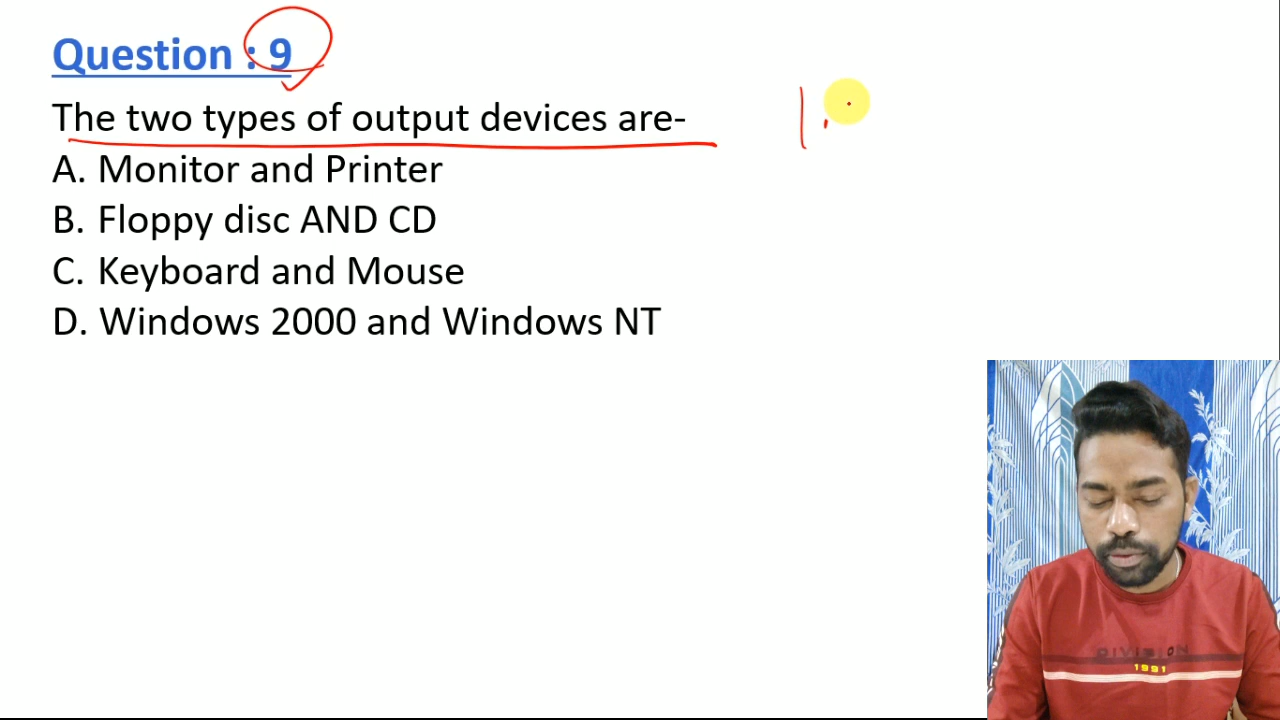 Question : 9
The two types of output devices are-
A. Monitor and Printer
B. Floppy disc AND CD
C. Keyboard and Mouse
D. Windows 2000 and Windows NT
DIVISION
1991